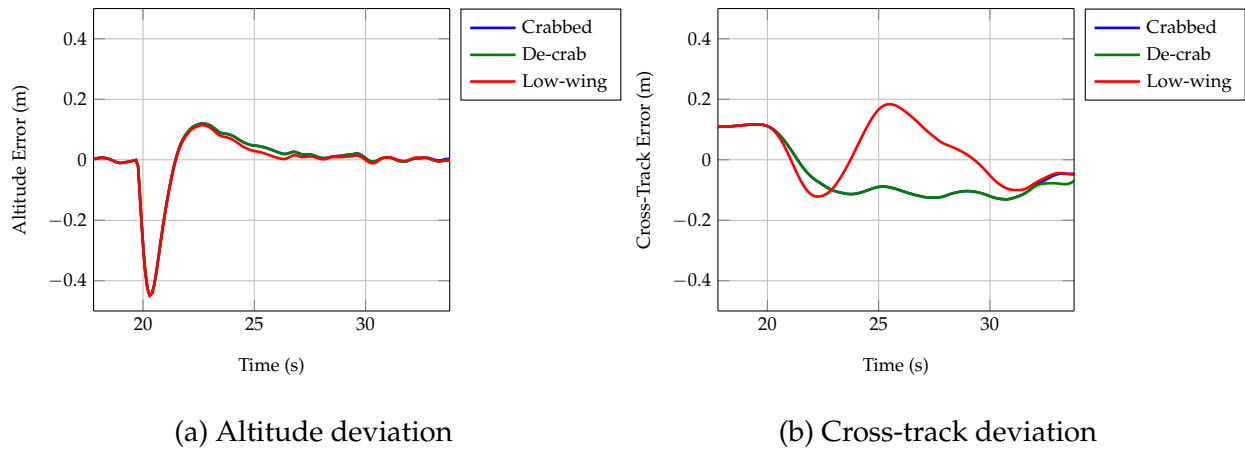 0.4
0.2
0
−0.2
−0.4
20
25
30
Altitude Error (m)
Time (s)
Crabbed
De-crab
Low-wing
(a) Altitude deviation
0.4
0.2
0
−0.2
−0.4
20
25
30
Cross-Track Error (m)
Time (s)
Crabbed
De-crab
Low-wing
(b) Cross-track deviation